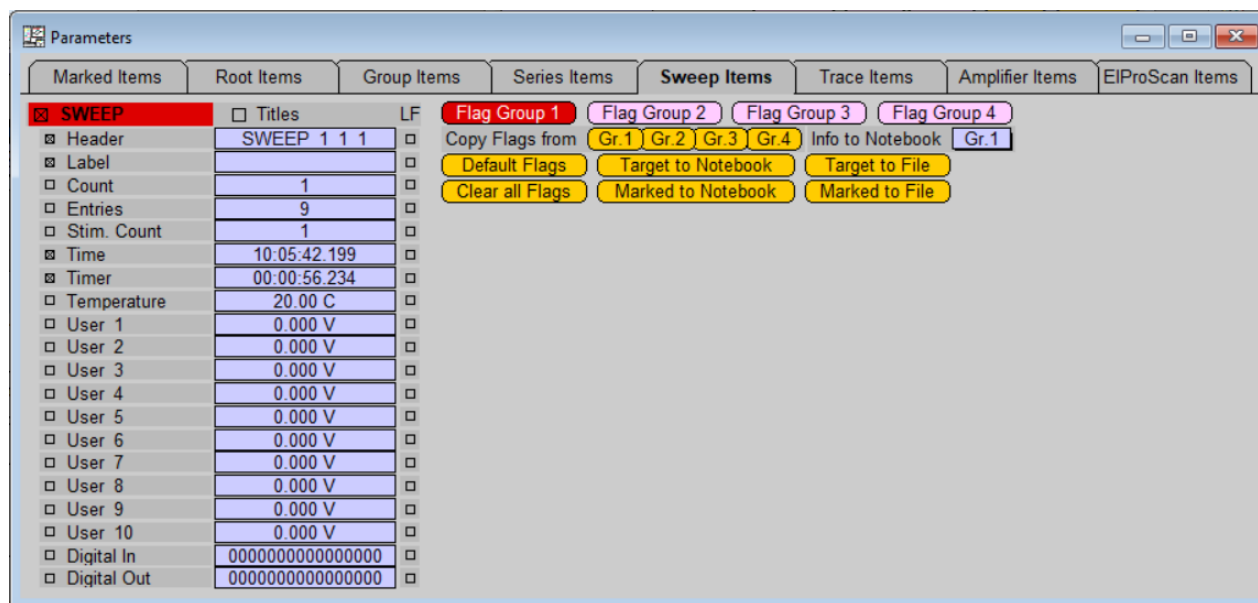 Parameters
Marked Items Root Items Group Items Series Items Sweep Items Trace Items Amplifier Items ElProScan Items
SWEEP Titles LF Flag Group 1 Flag Group 2 Flag Group 3 Flag Group 4
Header SWEEP 1 1 1 Copy Flags from Gr.1 Gr.2 Gr.3 Gr.4 Info to Notebook Gr.1
Label Default Flags Target to Notebook Target to File
Count 1 Clear all Flags Marked to Notebook Marked to File
Entries 9
Stim. Count 1
Time 10:05:42.199
Timer 00:00:56.234
Temperature 20.00 C
User 1 0.000 V
User 2 0.000 V
User 3 0.000 V
User 4 0.000 V
User 5 0.000 V
User 6 0.000 V
User 7 0.000 V
User 8 0.000 V
User 9 0.000 V
User 10 0.000 V
Digital In 0000000000000000
Digital Out 0000000000000000